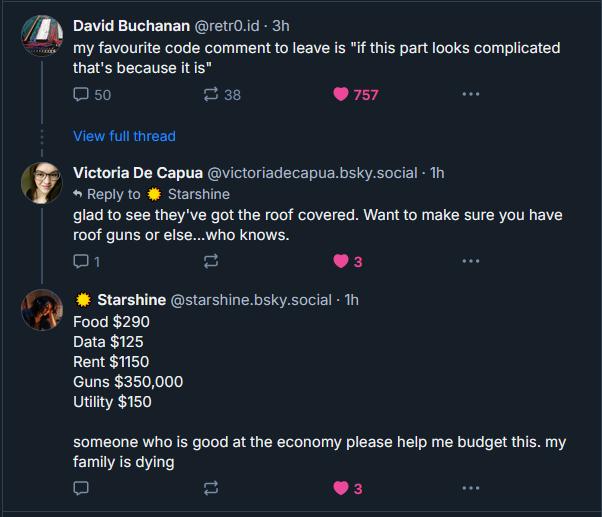 David Buchanan @retr0.id · 3h
my favourite code comment to leave is "if this part looks complicated
that's because it is"
50 38 757
View full thread
Victoria De Capua @victoriadecapua.bsky.social · 1h
Reply to ☀️ Starshine
glad to see they've got the roof covered. Want to make sure you have
roof guns or else...who knows.
1 3
☀️ Starshine @starshine.bsky.social · 1h
Food $290
Data $125
Rent $1150
Guns $350,000
Utility $150
someone who is good at the economy please help me budget this. my
family is dying
3